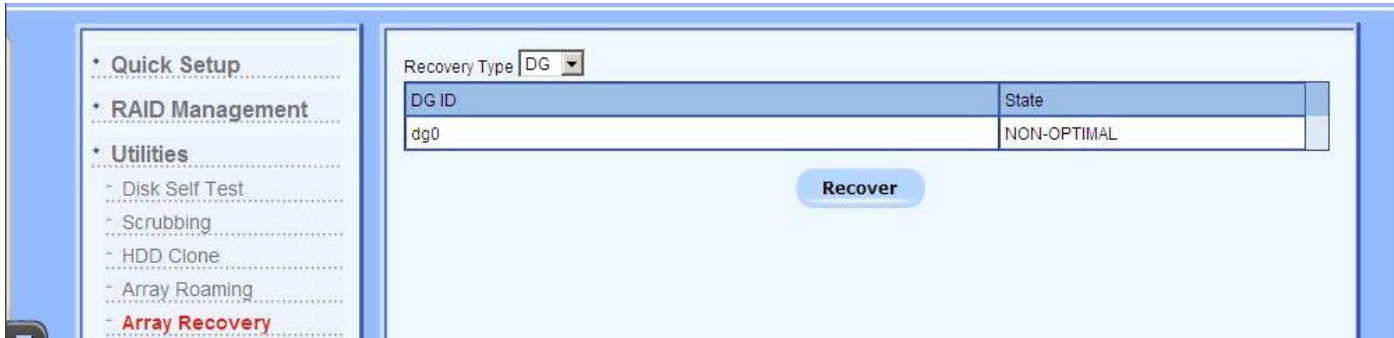 Quick Setup
RAID Management
Utilities
- Disk Self Test
- Scrubbing
- HDD Clone
- Array Roaming
- Array Recovery
Recovery Type DG
DG ID State
dg0 NON-OPTIMAL
Recover